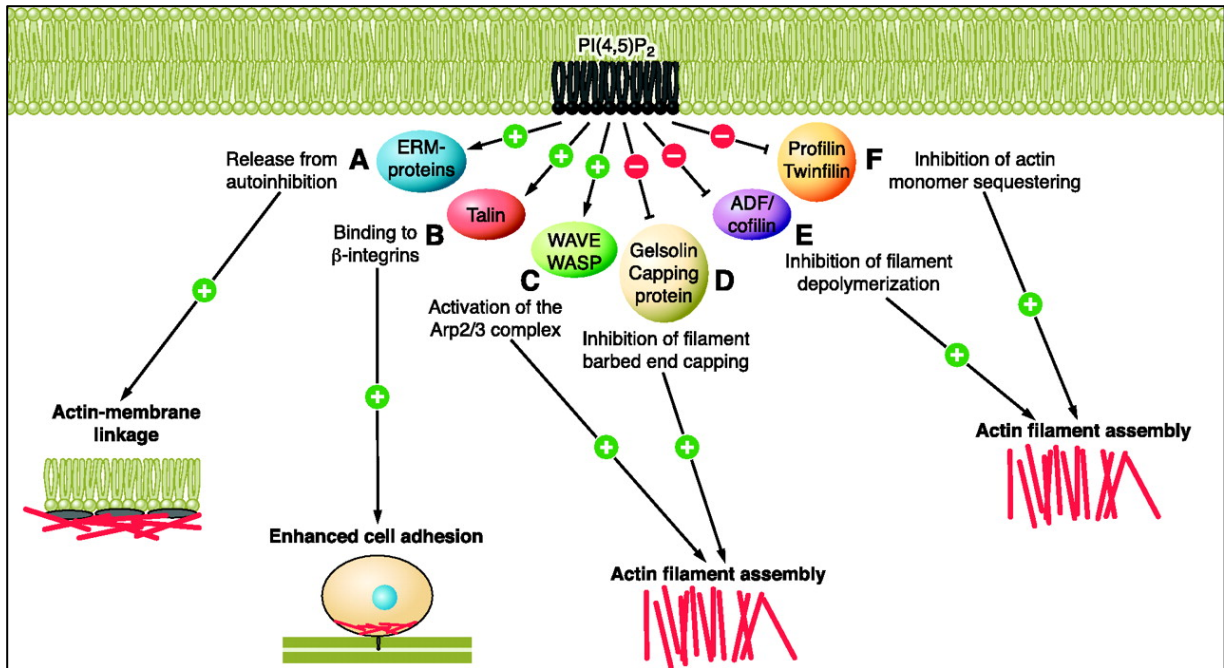 PI(4,5)P₂
A
ERM-
proteins
Release from
autoinhibition
Actin-membrane
linkage
B
Talin
Binding to
β-integrins
Enhanced cell adhesion
C
WAVE
WASP
Activation of the
Arp2/3 complex
D
Gelsolin
Capping
protein
Inhibition of filament
barbed end capping
Actin filament assembly
E
ADF/
cofilin
Inhibition of filament
depolymerization
F
Profilin
Twinfilin
Inhibition of actin
monomer sequestering
Actin filament assembly
+
+
+
−
−
−
+
+
+
+
+
+